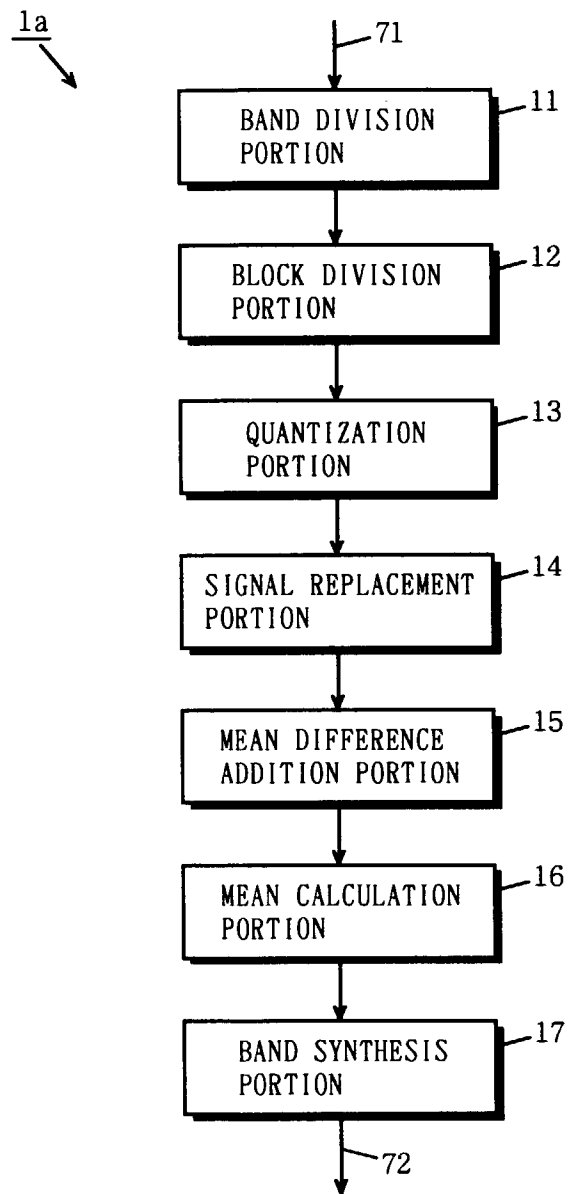 1a
71
BAND DIVISION
PORTION
11
BLOCK DIVISION
PORTION
12
QUANTIZATION
PORTION
13
SIGNAL REPLACEMENT
PORTION
14
MEAN DIFFERENCE
ADDITION PORTION
15
MEAN CALCULATION
PORTION
16
BAND SYNTHESIS
PORTION
17
72